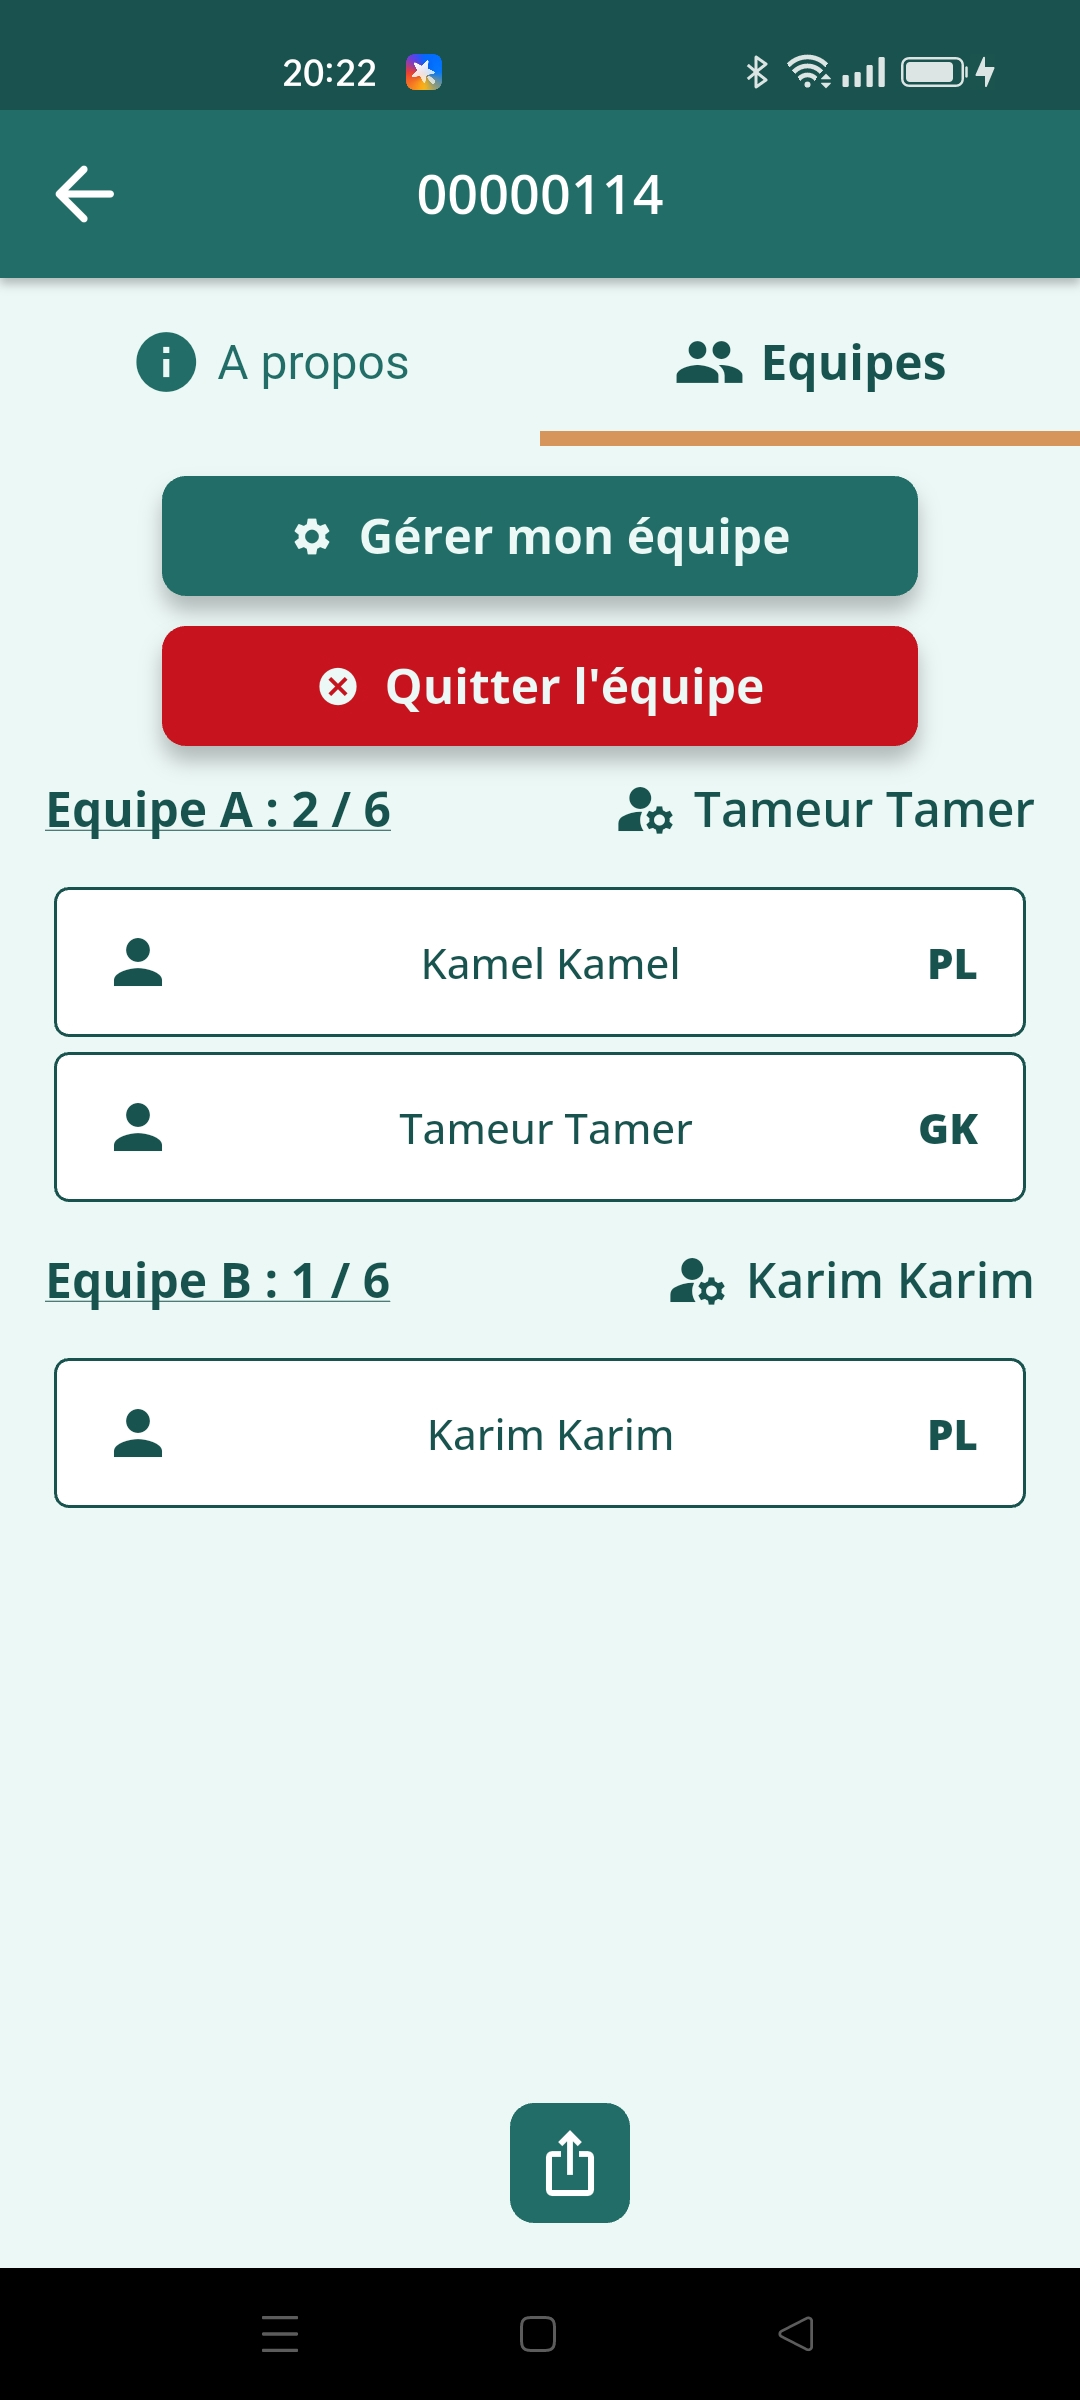 20:22
00000114
A propos
Equipes
Gérer mon équipe
Quitter l'équipe
Equipe A : 2 / 6
Tameur Tamer
Kamel Kamel PL
Tameur Tamer GK
Equipe B : 1 / 6
Karim Karim
Karim Karim PL